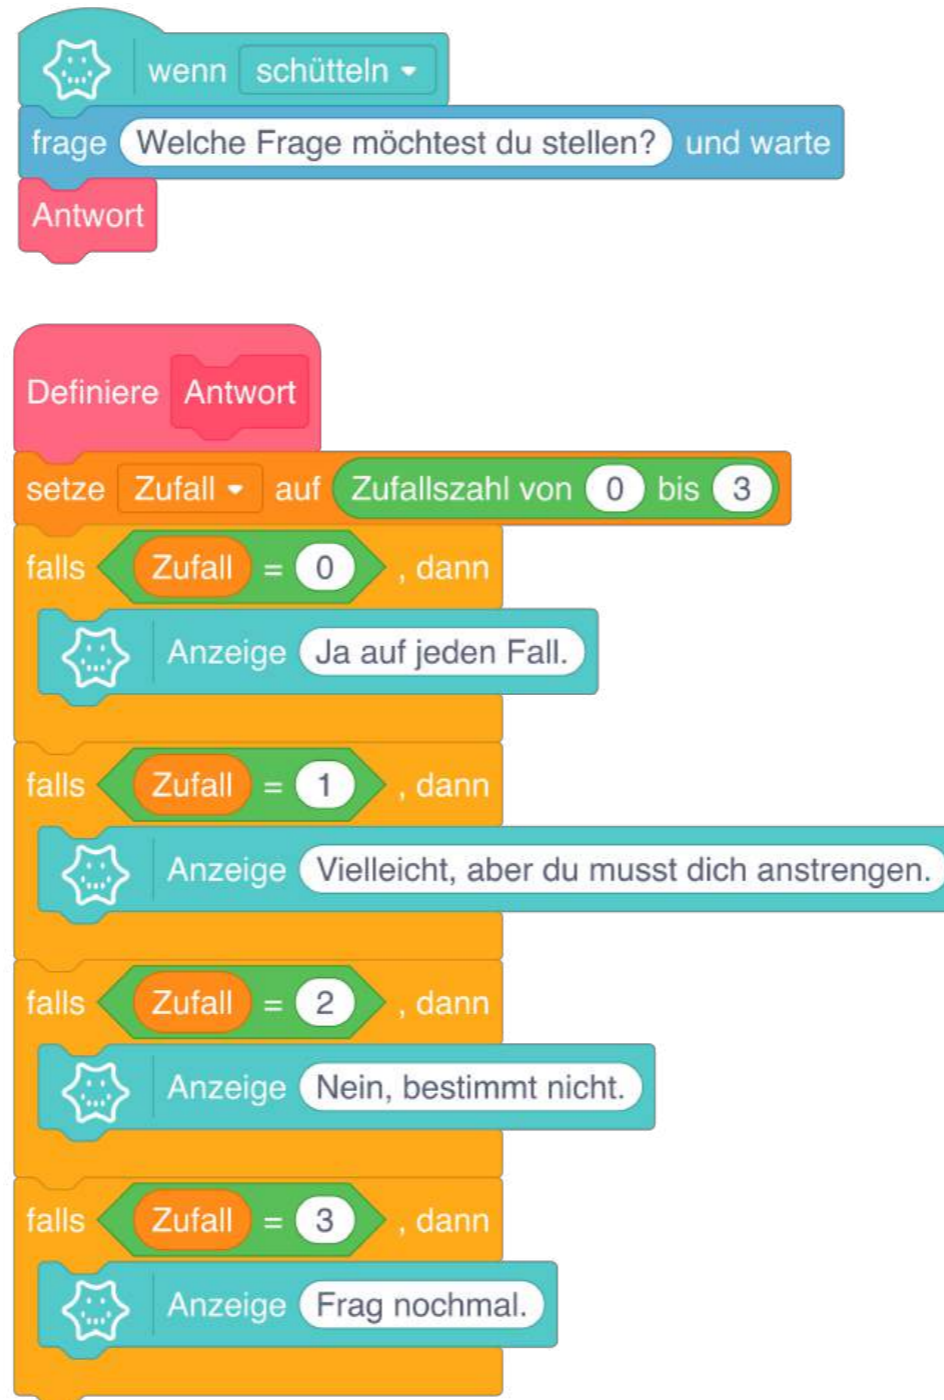 wenn schütteln
frage Welche Frage möchtest du stellen? und warte
Antwort
Definiere Antwort
setze Zufall auf Zufallszahl von 0 bis 3
falls Zufall = 0 , dann
Anzeige Ja auf jeden Fall.
falls Zufall = 1 , dann
Anzeige Vielleicht, aber du musst dich anstrengen.
falls Zufall = 2 , dann
Anzeige Nein, bestimmt nicht.
falls Zufall = 3 , dann
Anzeige Frag nochmal.